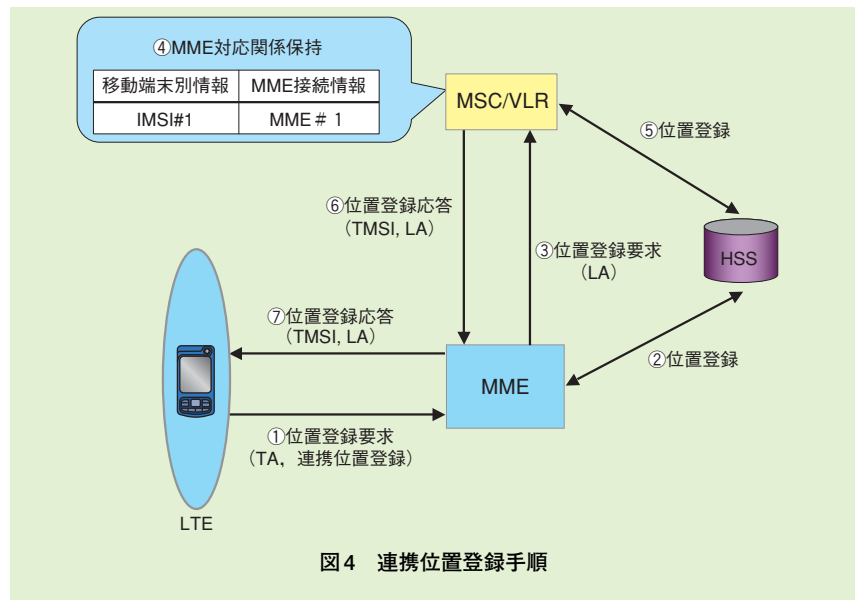 ④MME対応関係保持
移動端末別情報 MME接続情報
IMSI#1 MME＃1
MSC/VLR
⑤位置登録
⑥位置登録応答
（TMSI, LA）
③位置登録要求
（LA）
HSS
⑦位置登録応答
（TMSI, LA）
②位置登録
MME
①位置登録要求
（TA，連携位置登録）
LTE
図4　連携位置登録手順